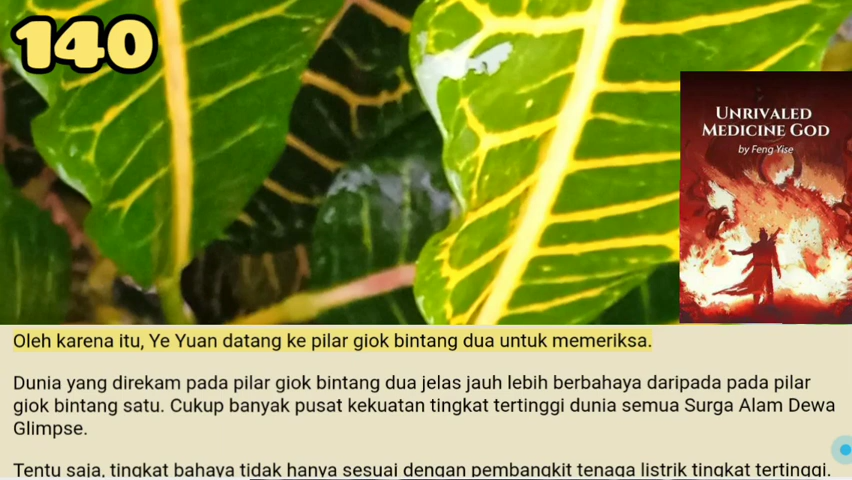 140
UNRIVALED
MEDICINE GOD
by Feng Yise
Oleh karena itu, Ye Yuan datang ke pilar giok bintang dua untuk memeriksa.
Dunia yang direkam pada pilar giok bintang dua jelas jauh lebih berbahaya daripada pada pilar
giok bintang satu. Cukup banyak pusat kekuatan tingkat tertinggi dunia semua Surga Alam Dewa
Glimpse.
Tentu saja, tingkat bahaya tidak hanya sesuai dengan pembangkit tenaga listrik tingkat tertinggi.